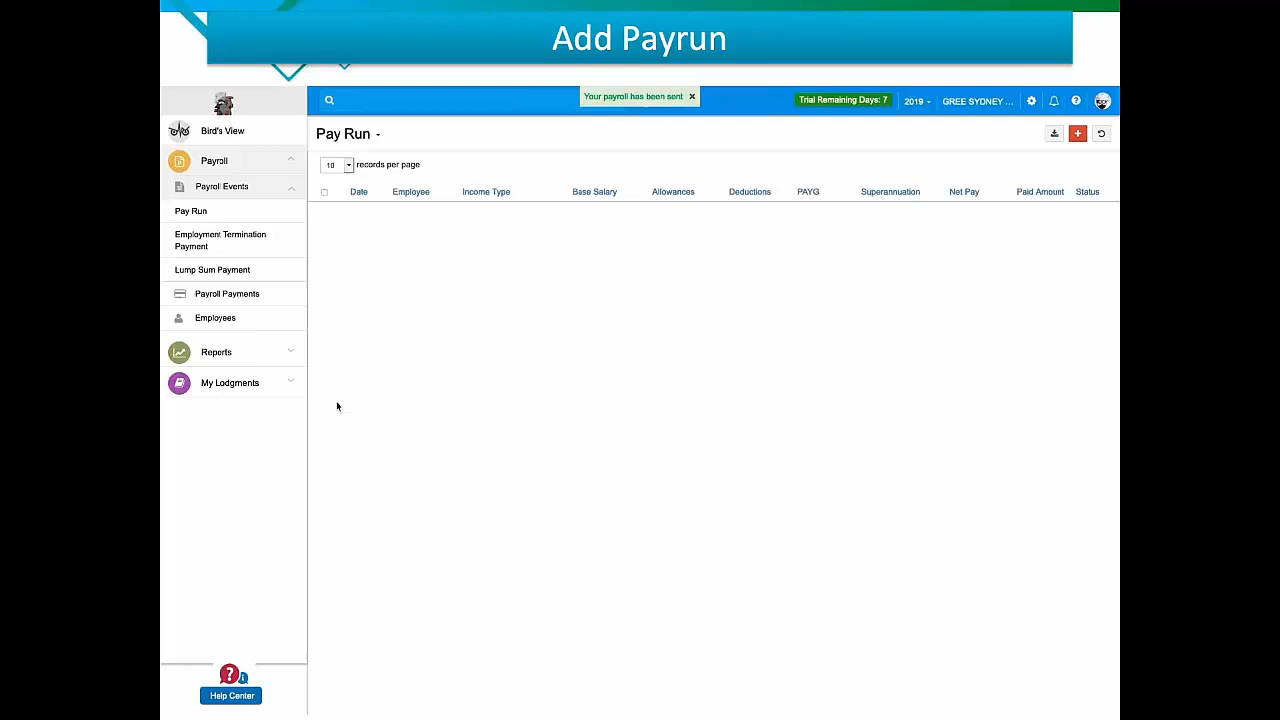 Add Payrun
Your payroll has been sent ×
Trial Remaining Days: 7
2019
GREE SYDNEY ...
Bird's View
Pay Run
Payroll
10 records per page
Payroll Events
Date Employee Income Type Base Salary Allowances Deductions PAYG Superannuation Net Pay Paid Amount Status
Pay Run
Employment Termination
Payment
Lump Sum Payment
Payroll Payments
Employees
Reports
My Lodgments
Help Center